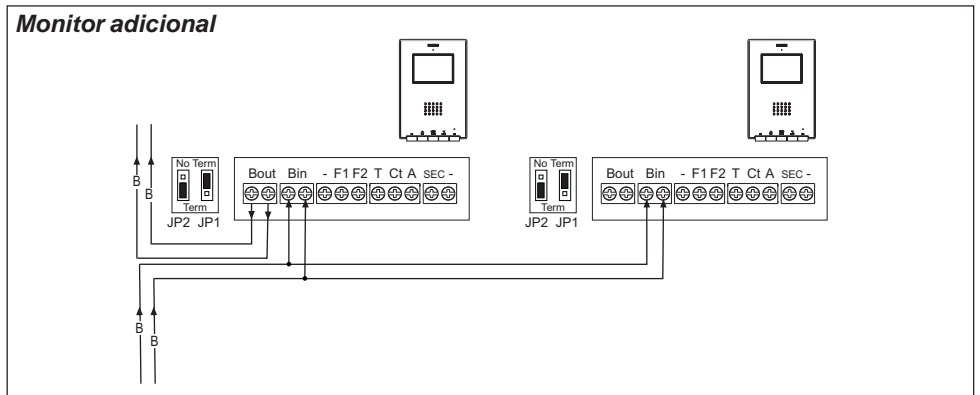 Monitor adicional
No Term
Bout Bin - F1 F2 T Ct A SEC -
Term
JP2 JP1
No Term
Bout Bin - F1 F2 T Ct A SEC -
Term
JP2 JP1
B
B
B
B